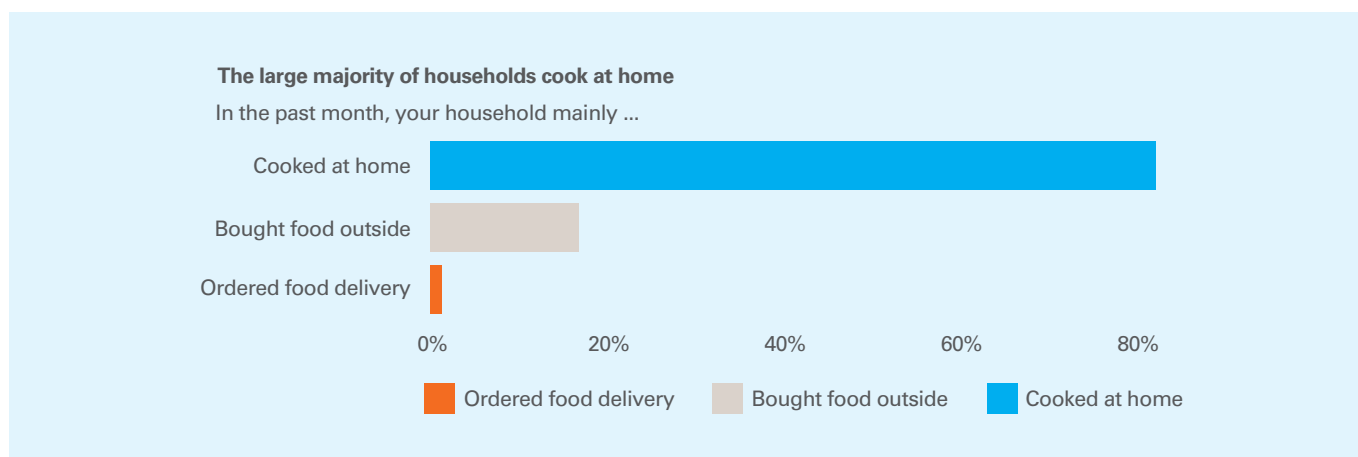 The large majority of households cook at home
In the past month, your household mainly ...
Cooked at home
Bought food outside
Ordered food delivery
0% 20% 40% 60% 80%
Ordered food delivery Bought food outside Cooked at home